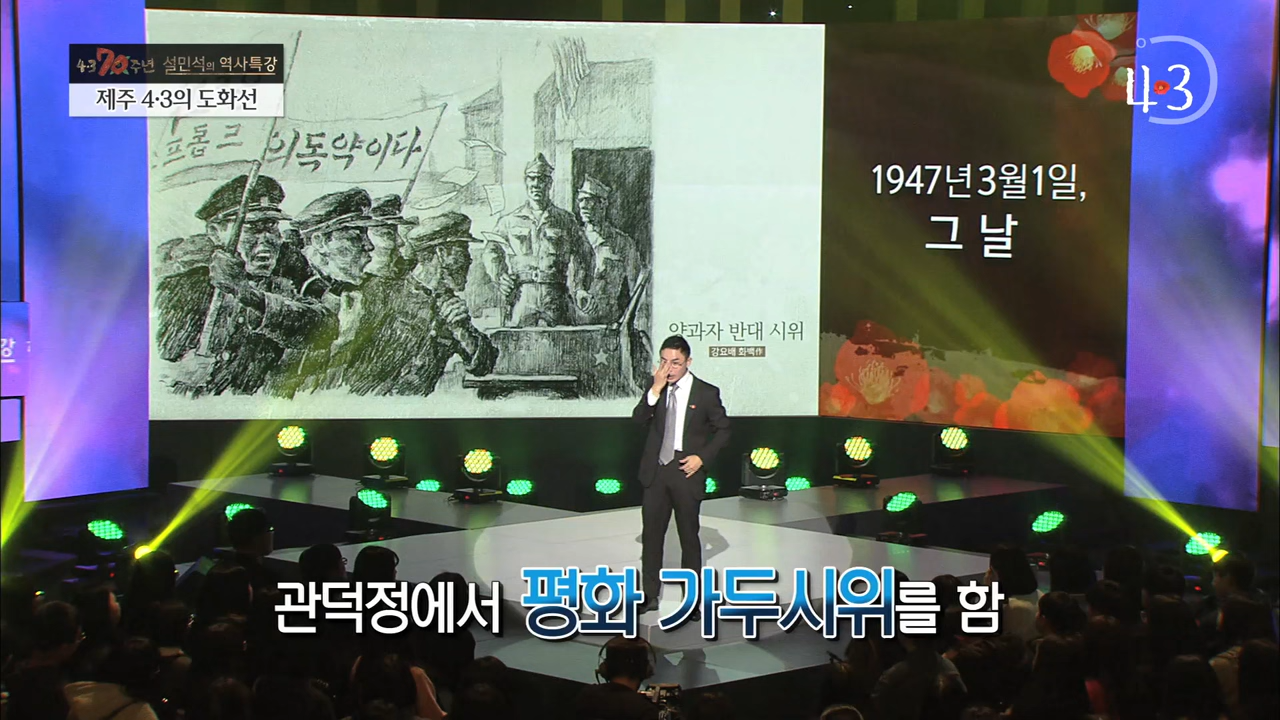 4·3 70주년 설민석의 역사특강
제주 4·3의 도화선
4·3
프롭크 의독약이다
1947년 3월 1일,
그 날
양과자 반대 시위
강요배 화백作
강
관덕정에서 평화 가두시위를 함